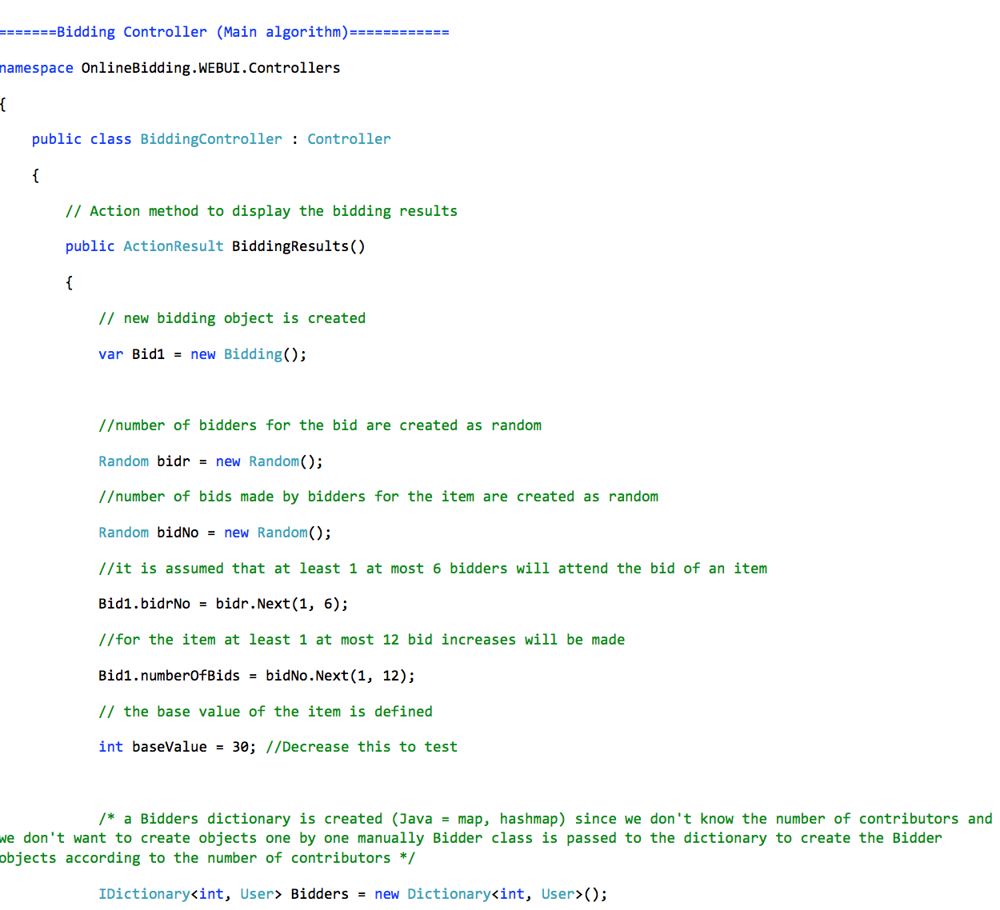 =======Bidding Controller (Main algorithm)============
namespace OnlineBidding.WEBUI.Controllers
{
public class BiddingController : Controller
{
// Action method to display the bidding results
public ActionResult BiddingResults()
{
// new bidding object is created
var Bid1 = new Bidding();
//number of bidders for the bid are created as random
Random bidr = new Random();
//number of bids made by bidders for the item are created as random
Random bidNo = new Random();
//it is assumed that at least 1 at most 6 bidders will attend the bid of an item
Bid1.bidrNo = bidr.Next(1, 6);
//for the item at least 1 at most 12 bid increases will be made
Bid1.numberOfBids = bidNo.Next(1, 12);
// the base value of the item is defined
int baseValue = 30; //Decrease this to test
/* a Bidders dictionary is created (Java = map, hashmap) since we don't know the number of contributors and
we don't want to create objects one by one manually Bidder class is passed to the dictionary to create the Bidder
objects according to the number of contributors */
IDictionary<int, User> Bidders = new Dictionary<int, User>();